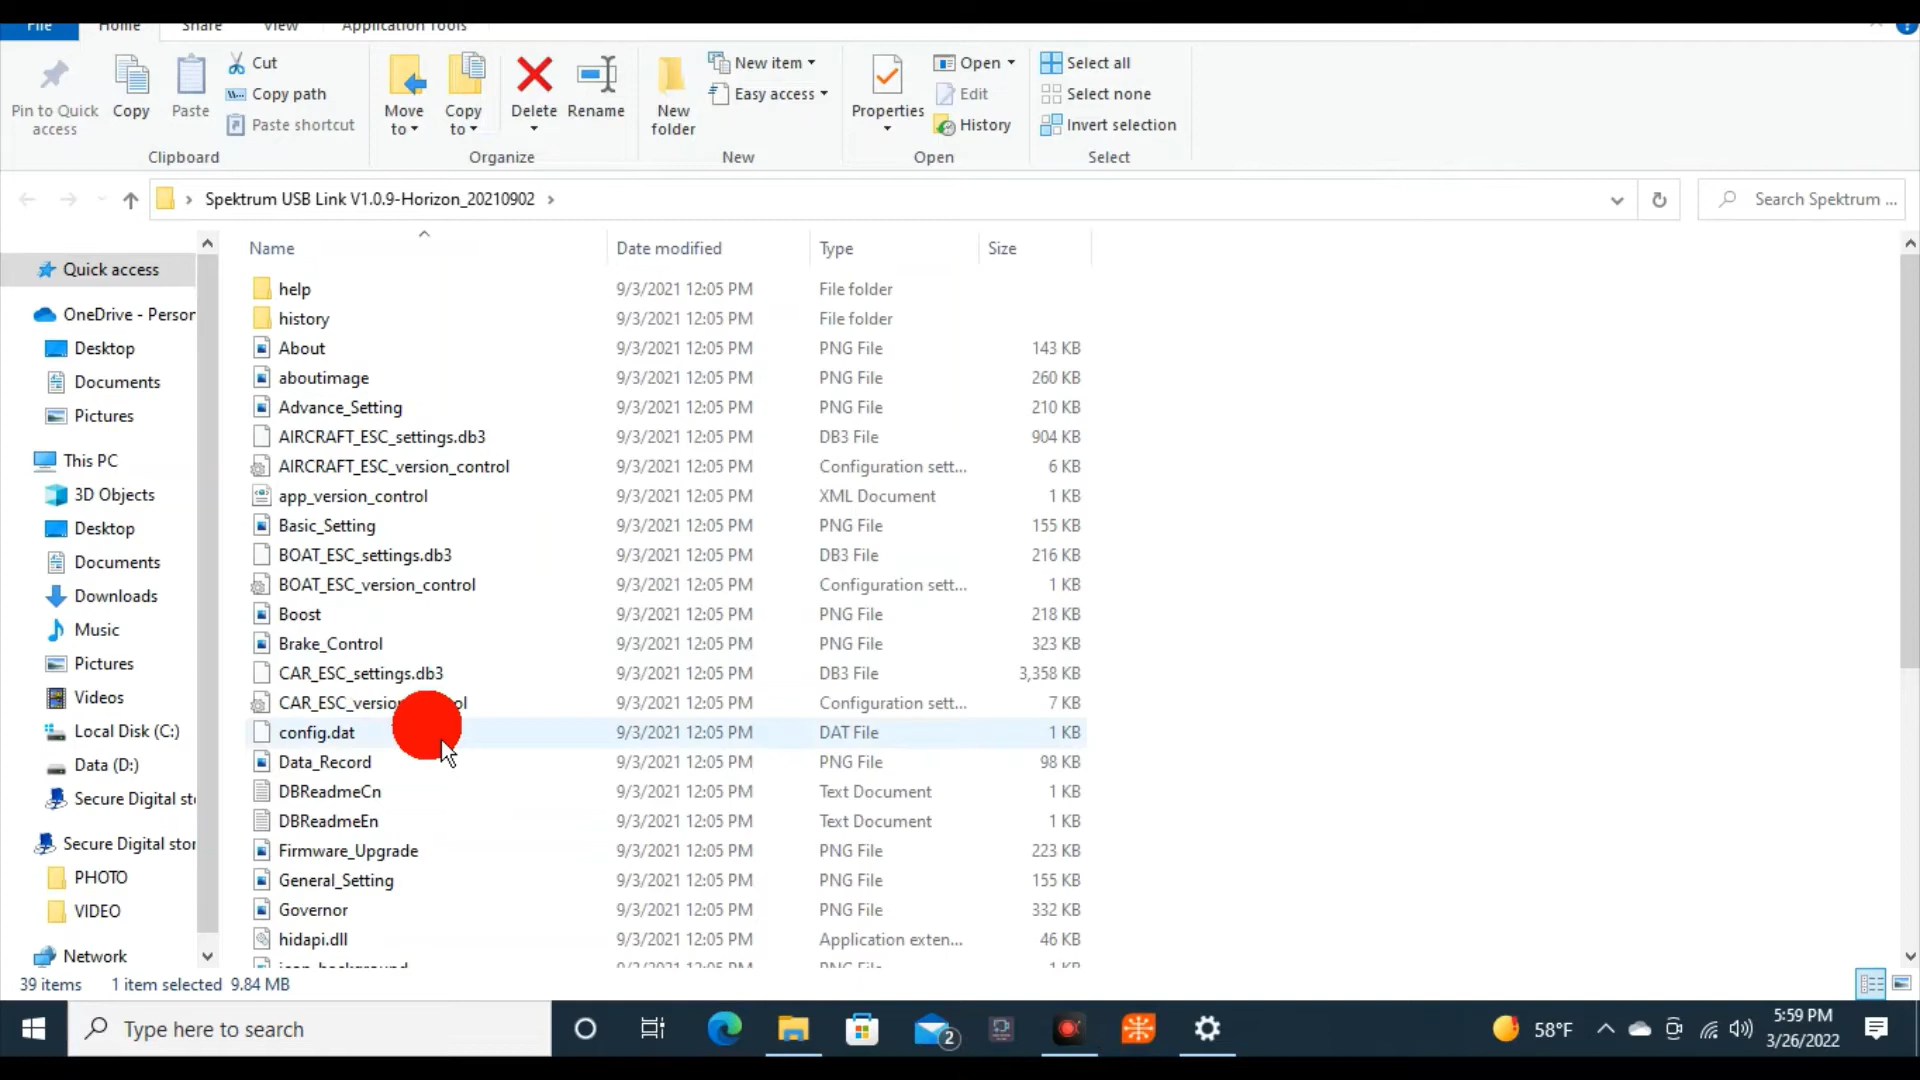 File Home Share View Application Tools
Pin to Quick access
Copy
Paste
Cut
Copy path
Paste shortcut
Clipboard
Move to
Copy to
Delete
Rename
Organize
New folder
New item
Easy access
New
Properties
Open
Edit
History
Open
Select all
Select none
Invert selection
Select
Spektrum USB Link V1.0.9-Horizon_20210902
Search Spektrum ...
Quick access
OneDrive - Person
Desktop
Documents
Pictures
This PC
3D Objects
Desktop
Documents
Downloads
Music
Pictures
Videos
Local Disk (C:)
Data (D:)
Secure Digital sto
Secure Digital stor
PHOTO
VIDEO
Network
Name Date modified Type Size
help 9/3/2021 12:05 PM File folder
history 9/3/2021 12:05 PM File folder
About 9/3/2021 12:05 PM PNG File 143 KB
aboutimage 9/3/2021 12:05 PM PNG File 260 KB
Advance_Setting 9/3/2021 12:05 PM PNG File 210 KB
AIRCRAFT_ESC_settings.db3 9/3/2021 12:05 PM DB3 File 904 KB
AIRCRAFT_ESC_version_control 9/3/2021 12:05 PM Configuration sett... 6 KB
app_version_control 9/3/2021 12:05 PM XML Document 1 KB
Basic_Setting 9/3/2021 12:05 PM PNG File 155 KB
BOAT_ESC_settings.db3 9/3/2021 12:05 PM DB3 File 216 KB
BOAT_ESC_version_control 9/3/2021 12:05 PM Configuration sett... 1 KB
Boost 9/3/2021 12:05 PM PNG File 218 KB
Brake_Control 9/3/2021 12:05 PM PNG File 323 KB
CAR_ESC_settings.db3 9/3/2021 12:05 PM DB3 File 3,358 KB
CAR_ESC_versio ol 9/3/2021 12:05 PM Configuration sett... 7 KB
config.dat 9/3/2021 12:05 PM DAT File 1 KB
Data_Record 9/3/2021 12:05 PM PNG File 98 KB
DBReadmeCn 9/3/2021 12:05 PM Text Document 1 KB
DBReadmeEn 9/3/2021 12:05 PM Text Document 1 KB
Firmware_Upgrade 9/3/2021 12:05 PM PNG File 223 KB
General_Setting 9/3/2021 12:05 PM PNG File 155 KB
Governor 9/3/2021 12:05 PM PNG File 332 KB
hidapi.dll 9/3/2021 12:05 PM Application exten... 46 KB
icon_background 9/3/2021 12:05 PM PNG File 1 KB
39 items 1 item selected 9.84 MB
Type here to search
2
58°F
5:59 PM
3/26/2022